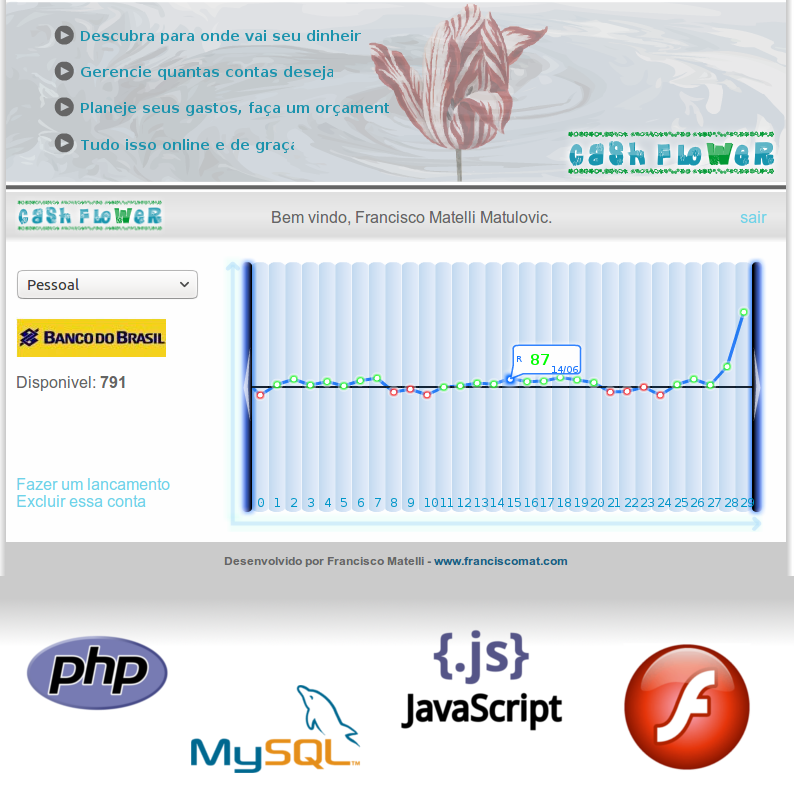 Descubra para onde vai seu dinheir
Gerencie quantas contas deseja
Planeje seus gastos, faça um orçament
Tudo isso online e de graça
CaSH FLoWeR
CaSH FLoWeR
Bem vindo, Francisco Matelli Matulovic.
sair
Pessoal
BANCO DO BRASIL
Disponivel: 791
R 87
14/06
Fazer um lancamento
Excluir essa conta
0 1 2 3 4 5 6 7 8 9 10 11 12 13 14 15 16 17 18 19 20 21 22 23 24 25 26 27 28 29
Desenvolvido por Francisco Matelli - www.franciscomat.com
php
MySQL™
{.js}
JavaScript
f